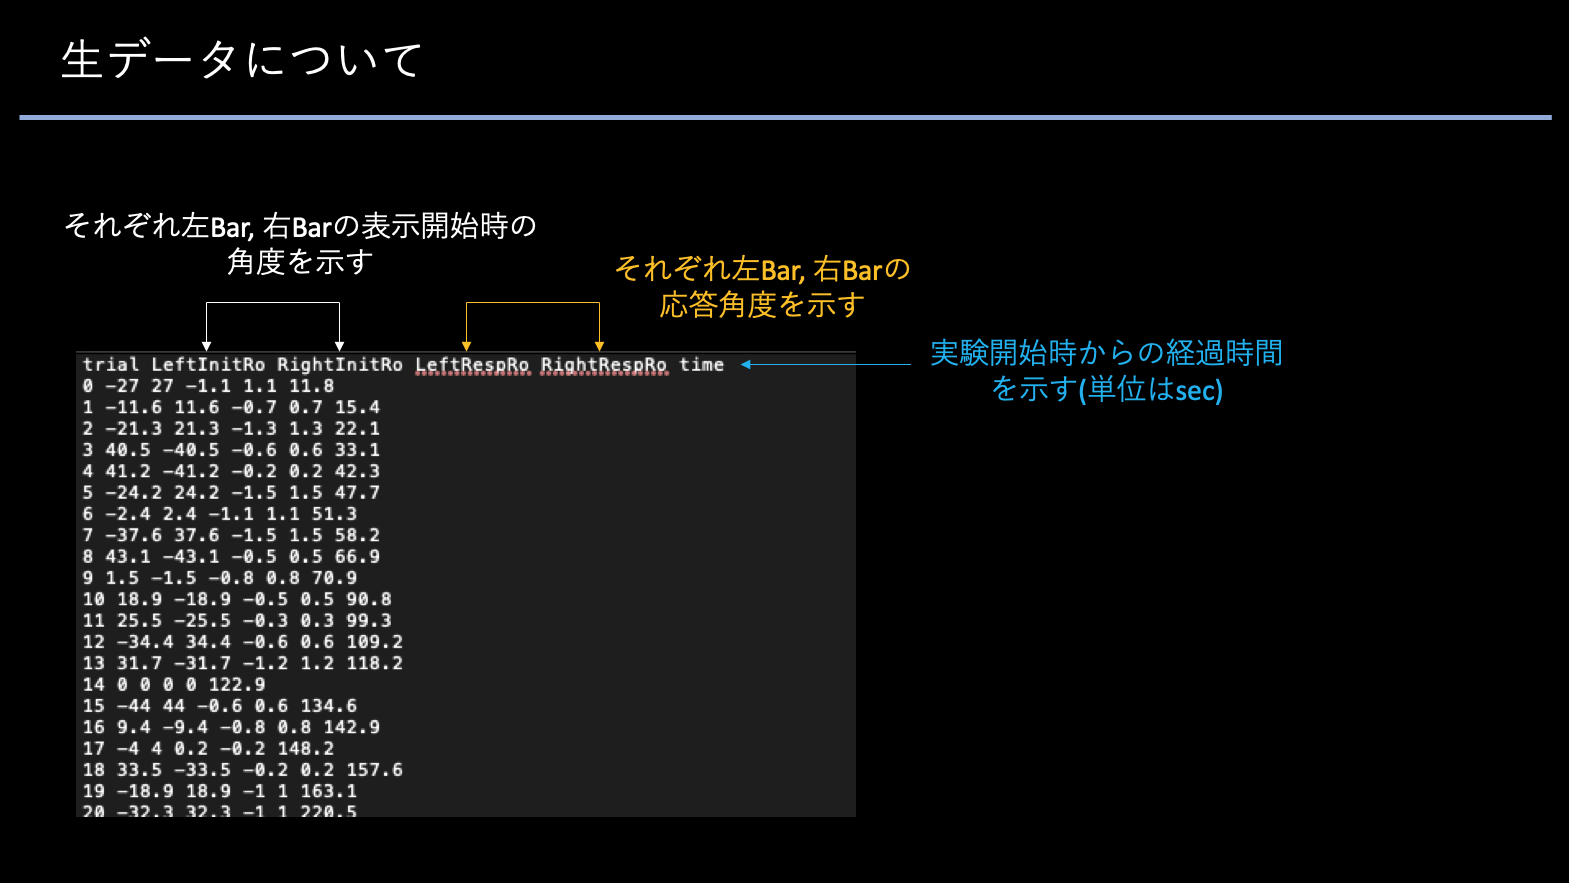 生データについて
それぞれ左Bar, 右Barの表示開始時の
角度を示す
それぞれ左Bar, 右Barの
応答角度を示す
実験開始時からの経過時間
を示す(単位はsec)
trial LeftInitRo RightInitRo LeftRespRo RightRespRo time
0 -27 27 -1.1 1.1 11.8
1 -11.6 11.6 -0.7 0.7 15.4
2 -21.3 21.3 -1.3 1.3 22.1
3 40.5 -40.5 -0.6 0.6 33.1
4 41.2 -41.2 -0.2 0.2 42.3
5 -24.2 24.2 -1.5 1.5 47.7
6 -2.4 2.4 -1.1 1.1 51.3
7 -37.6 37.6 -1.5 1.5 58.2
8 43.1 -43.1 -0.5 0.5 66.9
9 1.5 -1.5 -0.8 0.8 70.9
10 18.9 -18.9 -0.5 0.5 90.8
11 25.5 -25.5 -0.3 0.3 99.3
12 -34.4 34.4 -0.6 0.6 109.2
13 31.7 -31.7 -1.2 1.2 118.2
14 0 0 0 0 122.9
15 -44 44 -0.6 0.6 134.6
16 9.4 -9.4 -0.8 0.8 142.9
17 -4 4 0.2 -0.2 148.2
18 33.5 -33.5 -0.2 0.2 157.6
19 -18.9 18.9 -1 1 163.1
20 -32.3 32.3 -1 1 220.5